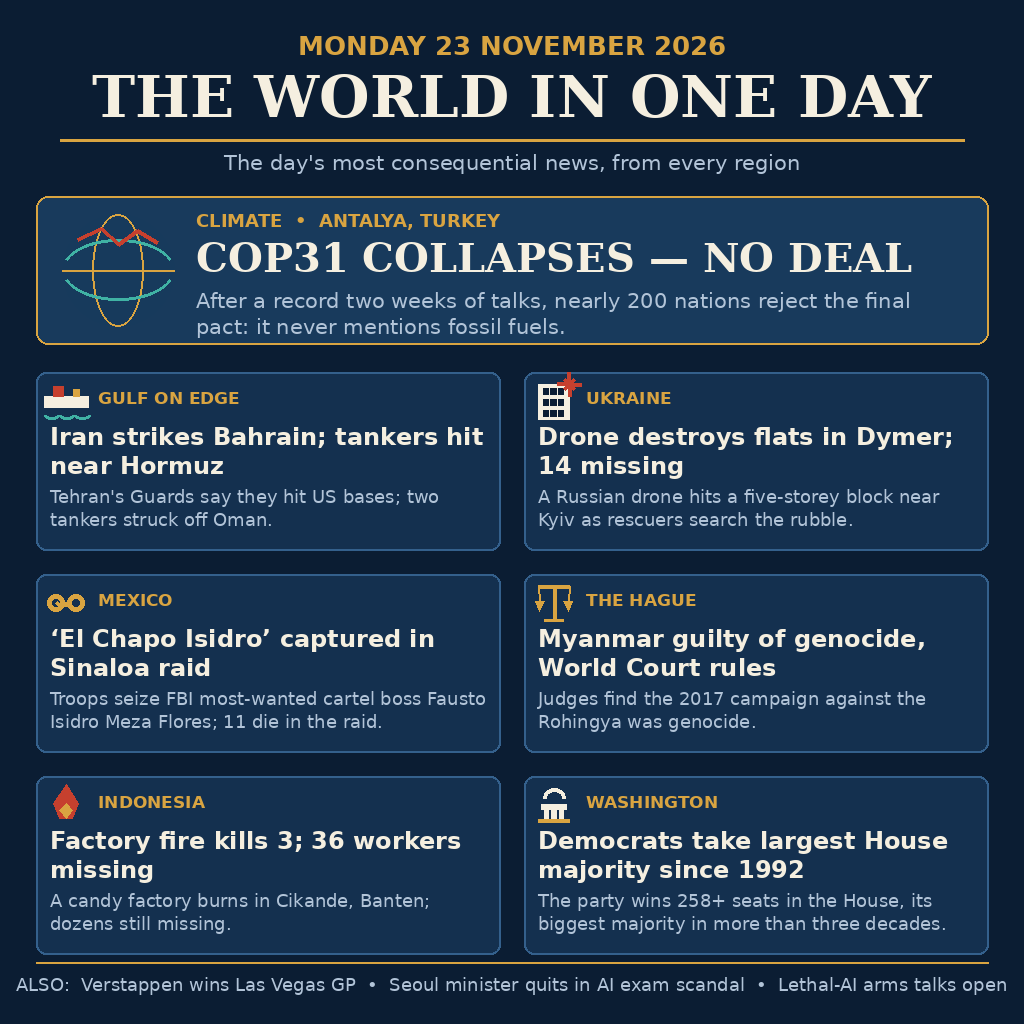 MONDAY 23 NOVEMBER 2026
THE WORLD IN ONE DAY
The day's most consequential news, from every region
CLIMATE • ANTALYA, TURKEY
COP31 COLLAPSES — NO DEAL
After a record two weeks of talks, nearly 200 nations reject the final
pact: it never mentions fossil fuels.
GULF ON EDGE
Iran strikes Bahrain; tankers hit
near Hormuz
Tehran's Guards say they hit US bases; two
tankers struck off Oman.
UKRAINE
Drone destroys flats in Dymer;
14 missing
A Russian drone hits a five-storey block near
Kyiv as rescuers search the rubble.
MEXICO
‘El Chapo Isidro’ captured in
Sinaloa raid
Troops seize FBI most-wanted cartel boss Fausto
Isidro Meza Flores; 11 die in the raid.
THE HAGUE
Myanmar guilty of genocide,
World Court rules
Judges find the 2017 campaign against the
Rohingya was genocide.
INDONESIA
Factory fire kills 3; 36 workers
missing
A candy factory burns in Cikande, Banten;
dozens still missing.
WASHINGTON
Democrats take largest House
majority since 1992
The party wins 258+ seats in the House, its
biggest majority in more than three decades.
ALSO: Verstappen wins Las Vegas GP • Seoul minister quits in AI exam scandal • Lethal-AI arms talks open